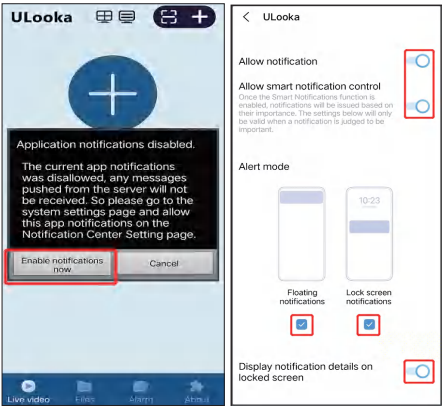 ULooka
Application notifications disabled.
The current app notifications
was disallowed, any messages
pushed from the server will not
be received. So please go to the
system settings page and allow
this app notifications on the
Notification Center Setting page.
Enable notifications
now
Cancel
Live video
Files
Alarm
About
ULooka
Allow notification
Allow smart notification control
Once the Smart Notifications function is
enabled, notifications will be issued based on
their importance. The settings below will only
be valid when a notification is judged to be
important.
Alert mode
10:23
Floating
notifications
Lock screen
notifications
Display notification details on
locked screen